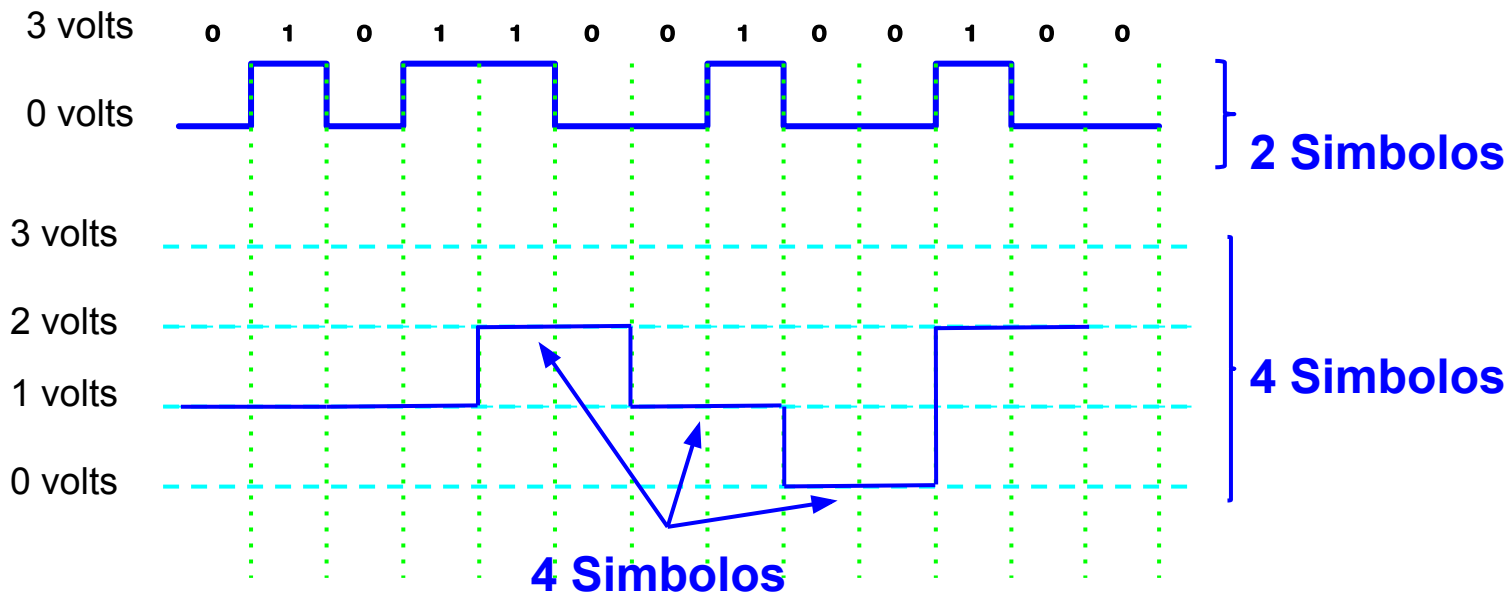 3 volts
0 1 0 1 1 0 0 1 0 0 1 0 0
0 volts
2 Simbolos
3 volts
2 volts
1 volts
4 Simbolos
0 volts
4 Simbolos